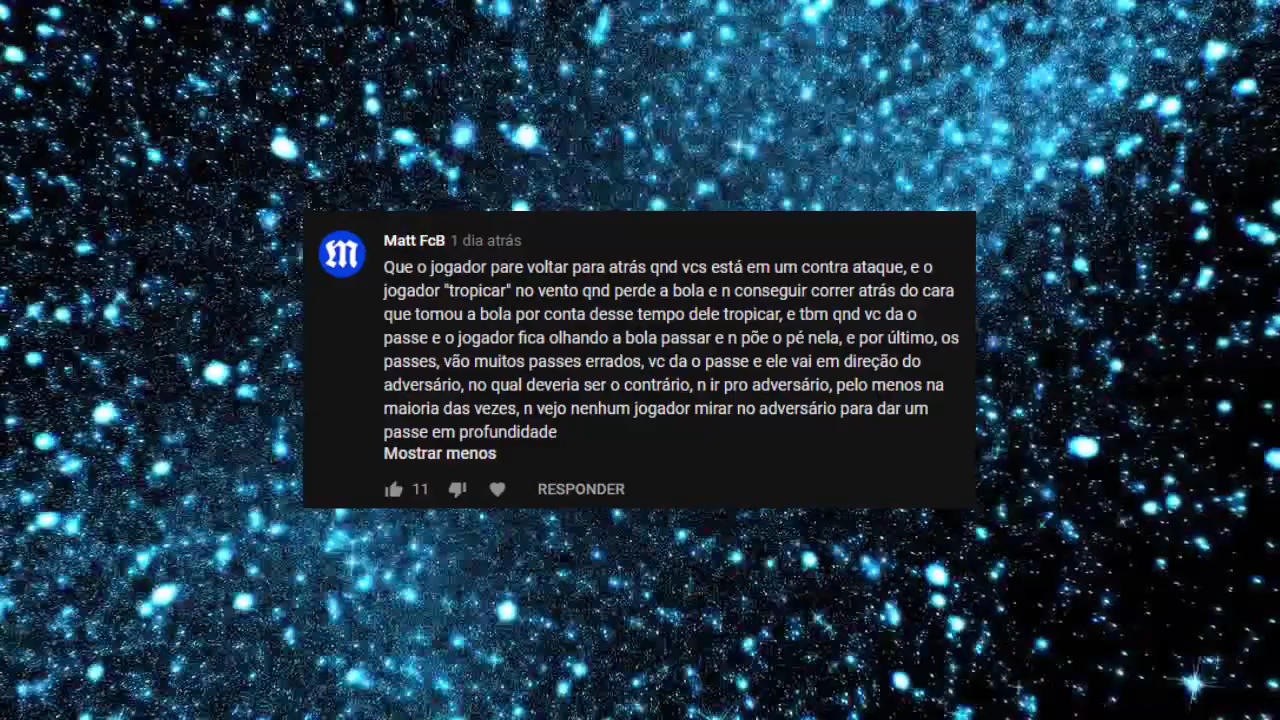 Matt FcB 1 dia atrás
Que o jogador pare voltar para atrás qnd vcs está em um contra ataque, e o
jogador "tropicar" no vento qnd perde a bola e n conseguir correr atrás do cara
que tomou a bola por conta desse tempo dele tropicar, e tbm qnd vc da o
passe e o jogador fica olhando a bola passar e n põe o pé nela, e por último, os
passes, vão muitos passes errados, vc da o passe e ele vai em direção do
adversário, no qual deveria ser o contrário, n ir pro adversário, pelo menos na
maioria das vezes, n vejo nenhum jogador mirar no adversário para dar um
passe em profundidade
Mostrar menos
11 RESPONDER